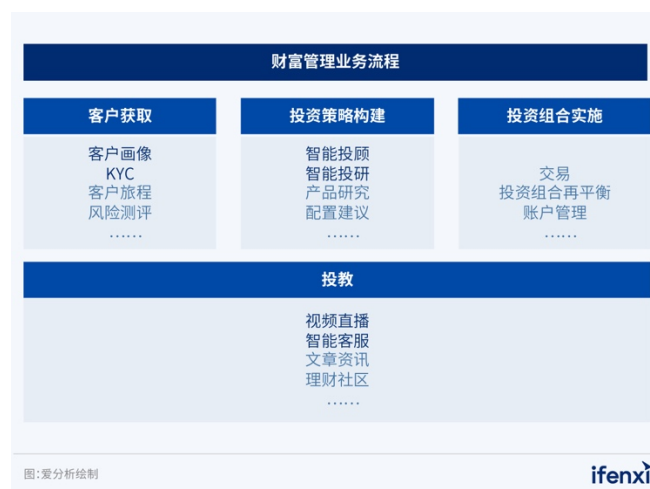 财富管理业务流程
客户获取
客户画像
KYC
客户旅程
风险测评
……
投资策略构建
智能投顾
智能投研
产品研究
配置建议
……
投资组合实施
交易
投资组合再平衡
账户管理
……
投教
视频直播
智能客服
文章资讯
理财社区
……
图:爱分析绘制
ifenxi